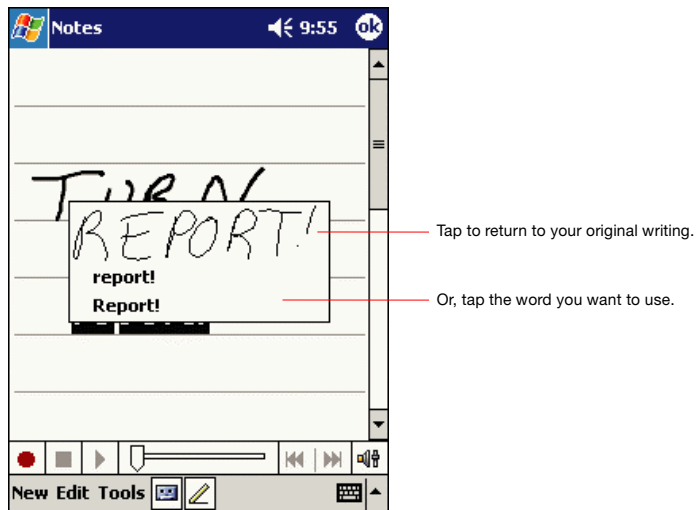 Notes 9:55 ok
TURN
REPORT!
Tap to return to your original writing.
report!
Report!
Or, tap the word you want to use.
New Edit Tools